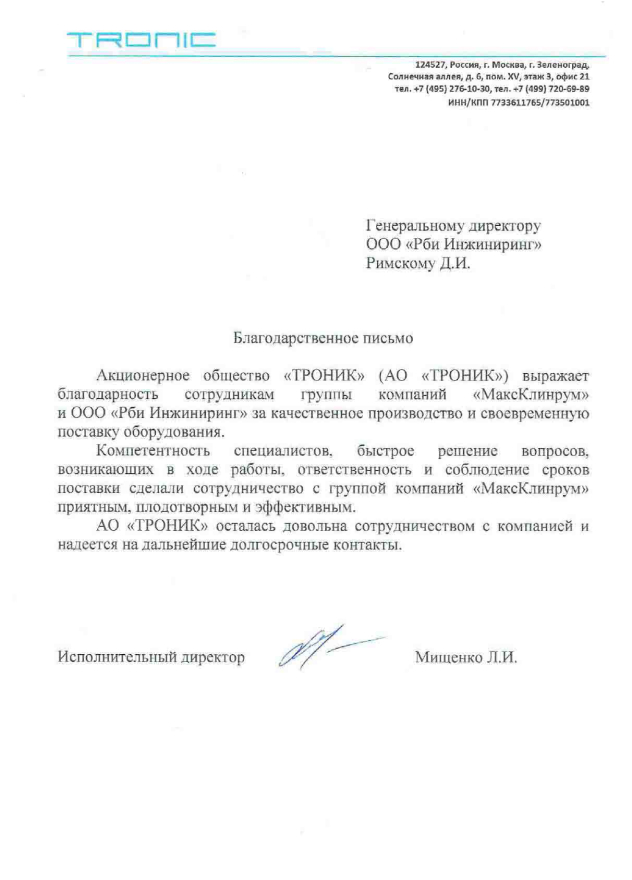 TRONIC
124527, Россия, г. Москва, г. Зеленоград,
Солнечная аллея, д. 6, пом. XV, этаж 3, офис 21
тел. +7 (495) 276-10-30, тел. +7 (499) 720-69-89
ИНН/КПП 7733611765/773501001
Генеральному директору
ООО «Рби Инжиниринг»
Римскому Д.И.
Благодарственное письмо
Акционерное общество «ТРОНИК» (АО «ТРОНИК») выражает
благодарность сотрудникам группы компаний «МаксКлинрум»
и ООО «Рби Инжиниринг» за качественное производство и своевременную
поставку оборудования.
Компетентность специалистов, быстрое решение вопросов,
возникающих в ходе работы, ответственность и соблюдение сроков
поставки сделали сотрудничество с группой компаний «МаксКлинрум»
приятным, плодотворным и эффективным.
АО «ТРОНИК» осталась довольна сотрудничеством с компанией и
надеется на дальнейшие долгосрочные контакты.
Исполнительный директор Мищенко Л.И.